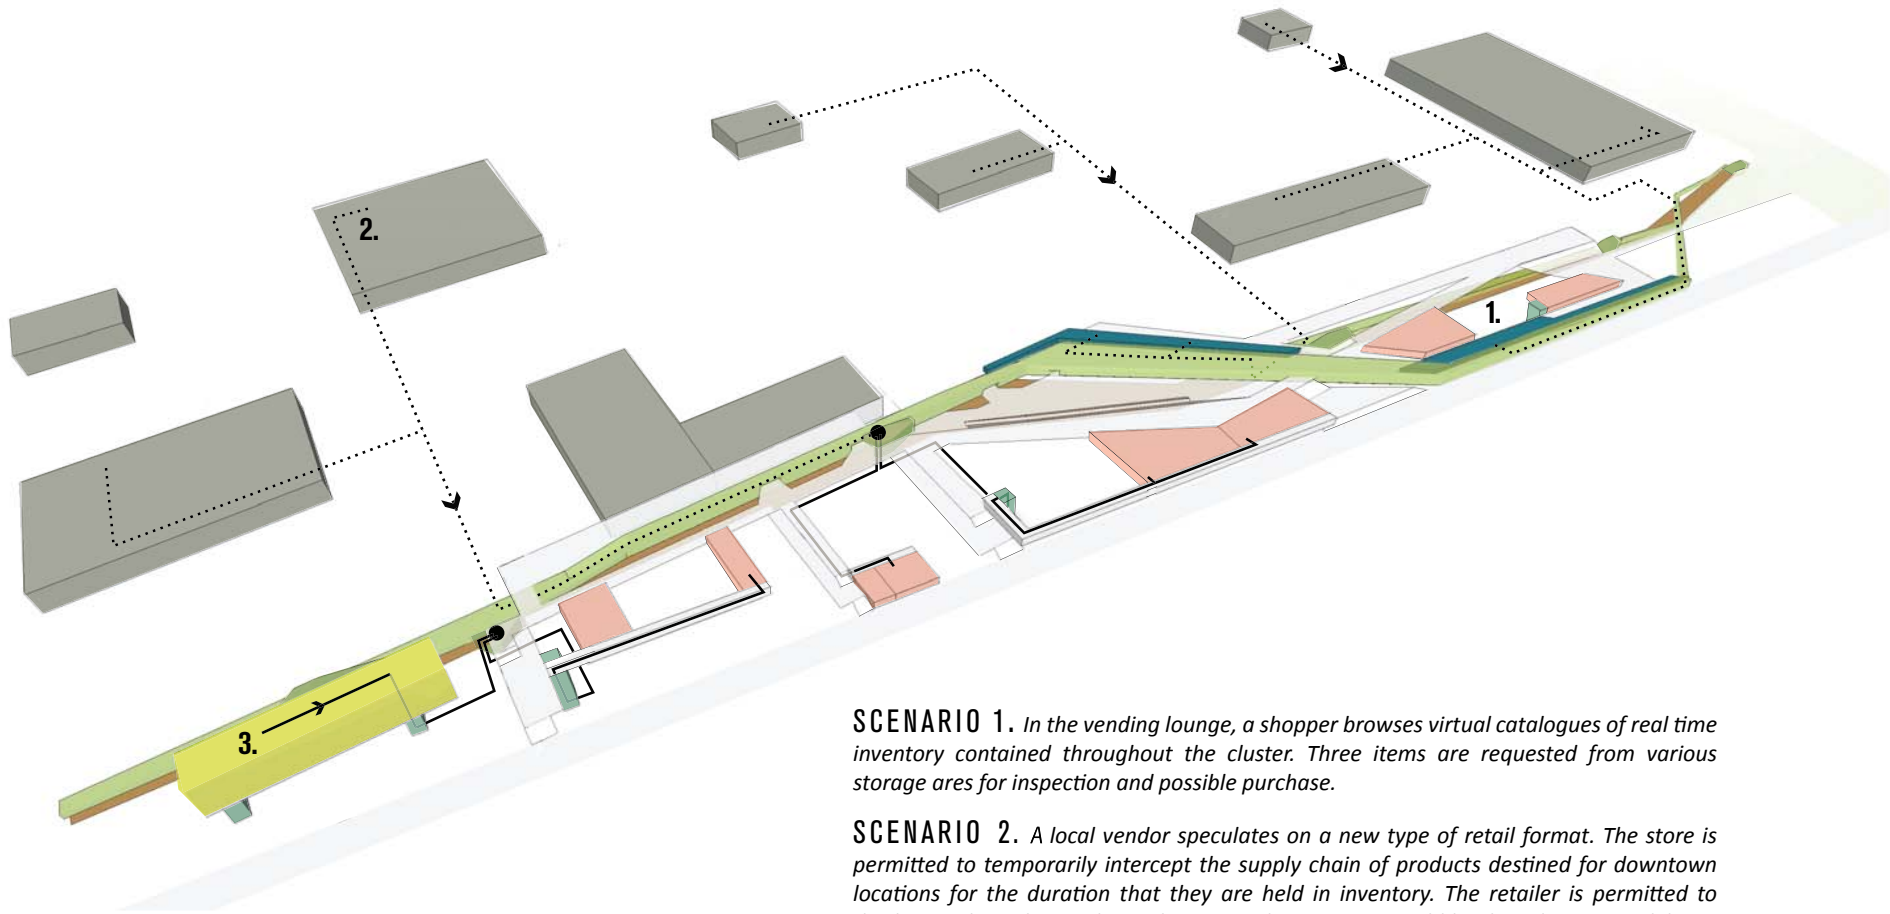 2.
1.
3.
SCENARIO 1. In the vending lounge, a shopper browses virtual catalogues of real time
inventory contained throughout the cluster. Three items are requested from various
storage ares for inspection and possible purchase.
SCENARIO 2. A local vendor speculates on a new type of retail format. The store is
permitted to temporarily intercept the supply chain of products destined for downtown
locations for the duration that they are held in inventory. The retailer is permitted to